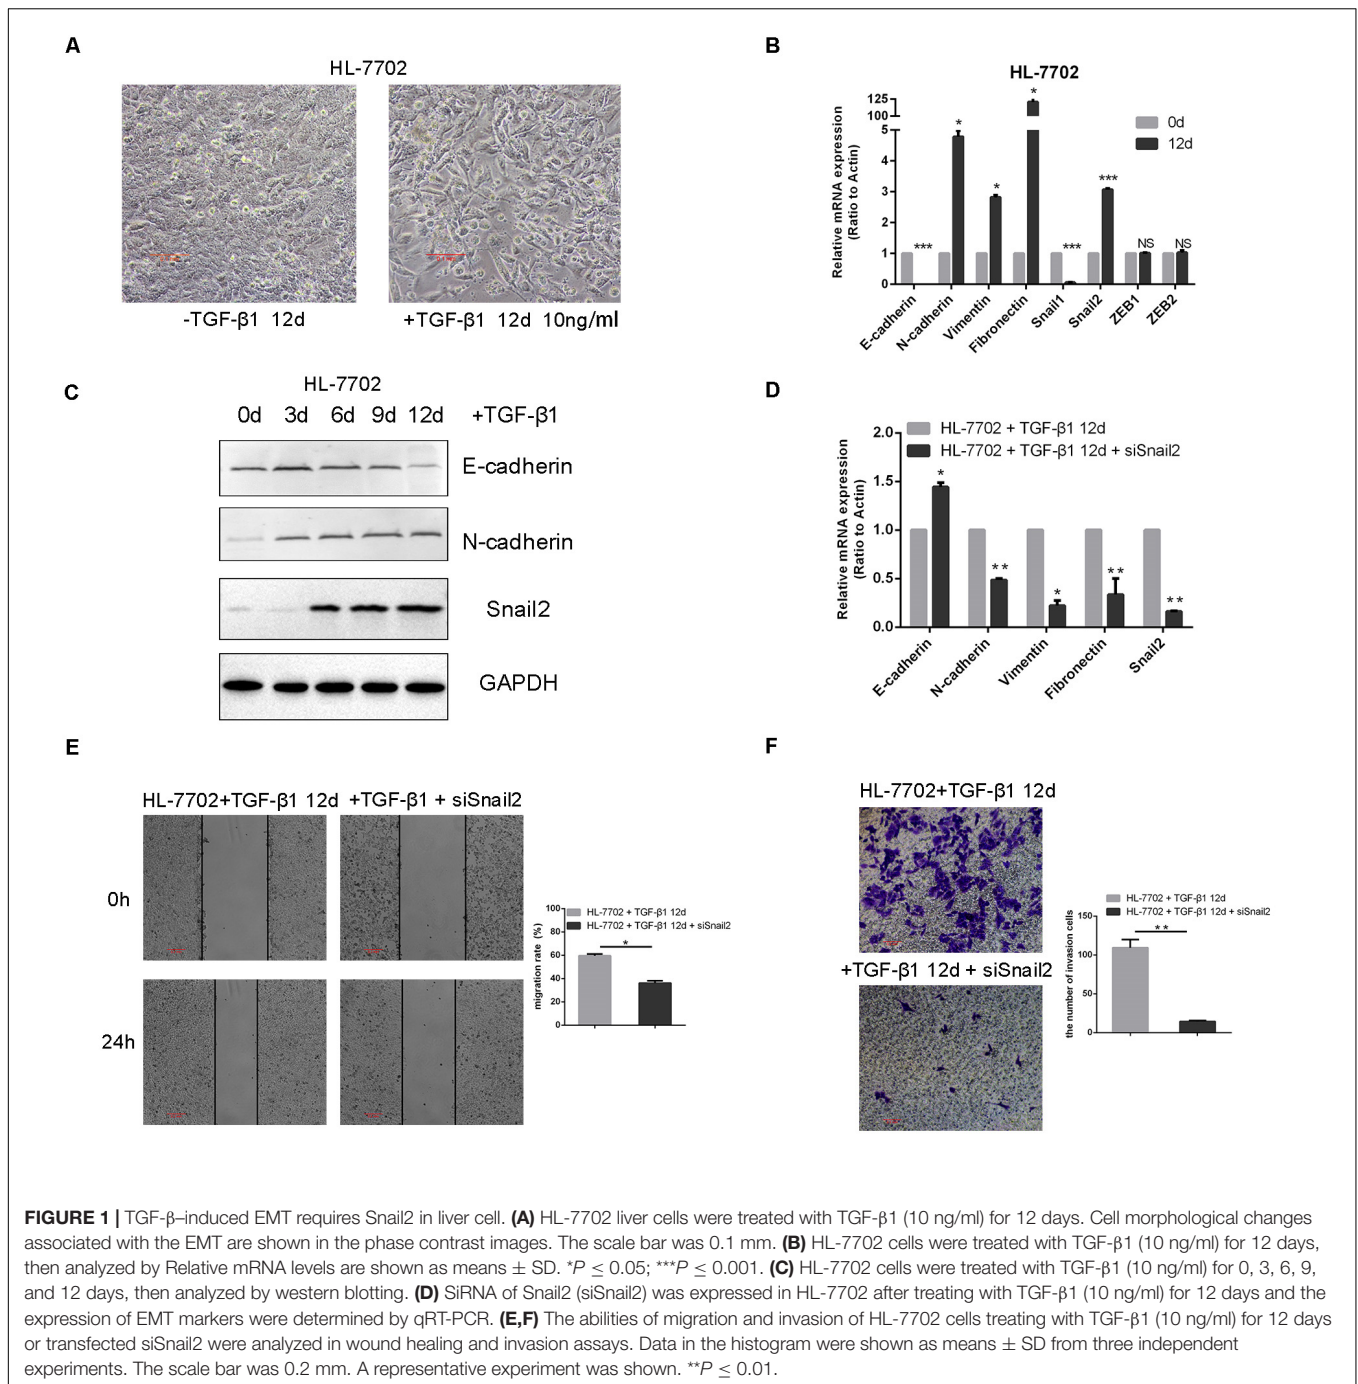 A
HL-7702
-TGF-β1 12d
+TGF-β1 12d 10ng/ml
B
HL-7702
Relative mRNA expression
(Ratio to Actin)
125
100
5
4
3
2
1
0
0d
12d
***
*
*
*
***
***
NS
NS
E-cadherin
N-cadherin
Vimentin
Fibronectin
Snail1
Snail2
ZEB1
ZEB2
C
HL-7702
0d 3d 6d 9d 12d +TGF-β1
E-cadherin
N-cadherin
Snail2
GAPDH
D
Relative mRNA expression
(Ratio to Actin)
2.0
1.5
1.0
0.5
0.0
HL-7702 + TGF-β1 12d
HL-7702 + TGF-β1 12d + siSnail2
*
**
*
**
**
E-cadherin
N-cadherin
Vimentin
Fibronectin
Snail2
E
HL-7702+TGF-β1 12d +TGF-β1 + siSnail2
0h
24h
migration rate (%)
100
80
60
40
20
0
HL-7702 + TGF-β1 12d
HL-7702 + TGF-β1 12d + siSnail2
*
F
HL-7702+TGF-β1 12d
+TGF-β1 12d + siSnail2
the number of invasion cells
150
100
50
0
HL-7702 + TGF-β1 12d
HL-7702 + TGF-β1 12d + siSnail2
**
FIGURE 1 | TGF-β–induced EMT requires Snail2 in liver cell. (A) HL-7702 liver cells were treated with TGF-β1 (10 ng/ml) for 12 days. Cell morphological changes
associated with the EMT are shown in the phase contrast images. The scale bar was 0.1 mm. (B) HL-7702 cells were treated with TGF-β1 (10 ng/ml) for 12 days,
then analyzed by Relative mRNA levels are shown as means ± SD. *P ≤ 0.05; ***P ≤ 0.001. (C) HL-7702 cells were treated with TGF-β1 (10 ng/ml) for 0, 3, 6, 9,
and 12 days, then analyzed by western blotting. (D) SiRNA of Snail2 (siSnail2) was expressed in HL-7702 after treating with TGF-β1 (10 ng/ml) for 12 days and the
expression of EMT markers were determined by qRT-PCR. (E,F) The abilities of migration and invasion of HL-7702 cells treating with TGF-β1 (10 ng/ml) for 12 days
or transfected siSnail2 were analyzed in wound healing and invasion assays. Data in the histogram were shown as means ± SD from three independent
experiments. The scale bar was 0.2 mm. A representative experiment was shown. **P ≤ 0.01.